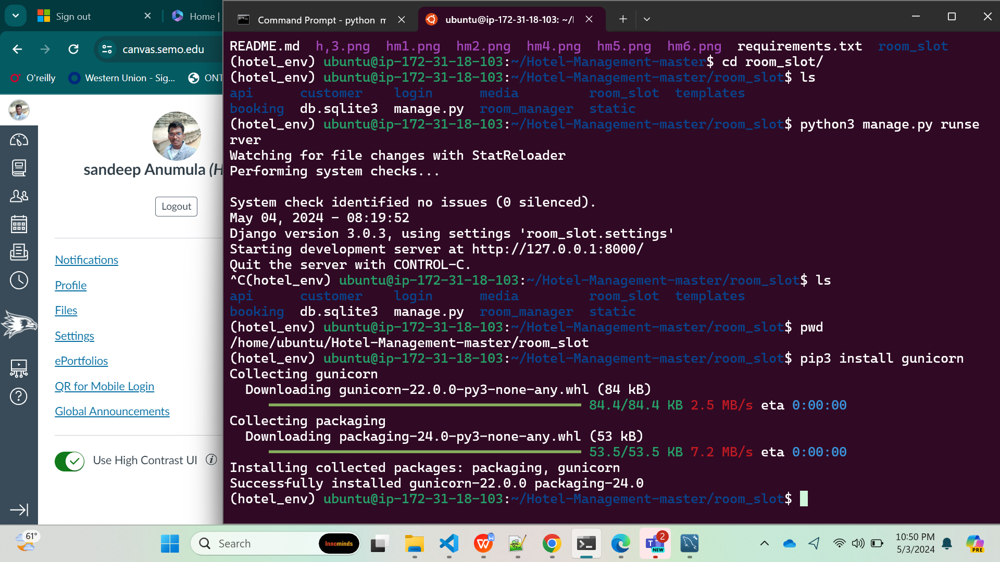 Sign out
Home |
canvas.semo.edu
O'reilly
Western Union - Sig...
ONT
sandeep Anumula (H
Logout
Notifications
Profile
Files
Settings
ePortfolios
QR for Mobile Login
Global Announcements
Use High Contrast UI
Command Prompt - python m
ubuntu@ip-172-31-18-103: ~/
README.md h,3.png hm1.png hm2.png hm4.png hm5.png hm6.png requirements.txt room_slot
(hotel_env) ubuntu@ip-172-31-18-103:~/Hotel-Management-master$ cd room_slot/
(hotel_env) ubuntu@ip-172-31-18-103:~/Hotel-Management-master/room_slot$ ls
api customer login media room_slot templates
booking db.sqlite3 manage.py room_manager static
(hotel_env) ubuntu@ip-172-31-18-103:~/Hotel-Management-master/room_slot$ python3 manage.py runse
rver
Watching for file changes with StatReloader
Performing system checks...
System check identified no issues (0 silenced).
May 04, 2024 - 08:19:52
Django version 3.0.3, using settings 'room_slot.settings'
Starting development server at http://127.0.0.1:8000/
Quit the server with CONTROL-C.
^C(hotel_env) ubuntu@ip-172-31-18-103:~/Hotel-Management-master/room_slot$ ls
api customer login media room_slot templates
booking db.sqlite3 manage.py room_manager static
(hotel_env) ubuntu@ip-172-31-18-103:~/Hotel-Management-master/room_slot$ pwd
/home/ubuntu/Hotel-Management-master/room_slot
(hotel_env) ubuntu@ip-172-31-18-103:~/Hotel-Management-master/room_slot$ pip3 install gunicorn
Collecting gunicorn
Downloading gunicorn-22.0.0-py3-none-any.whl (84 kB)
84.4/84.4 KB 2.5 MB/s eta 0:00:00
Collecting packaging
Downloading packaging-24.0-py3-none-any.whl (53 kB)
53.5/53.5 KB 7.2 MB/s eta 0:00:00
Installing collected packages: packaging, gunicorn
Successfully installed gunicorn-22.0.0 packaging-24.0
(hotel_env) ubuntu@ip-172-31-18-103:~/Hotel-Management-master/room_slot$
61°
Search
Innominds
2
NEW
10:50 PM
5/3/2024
PRE